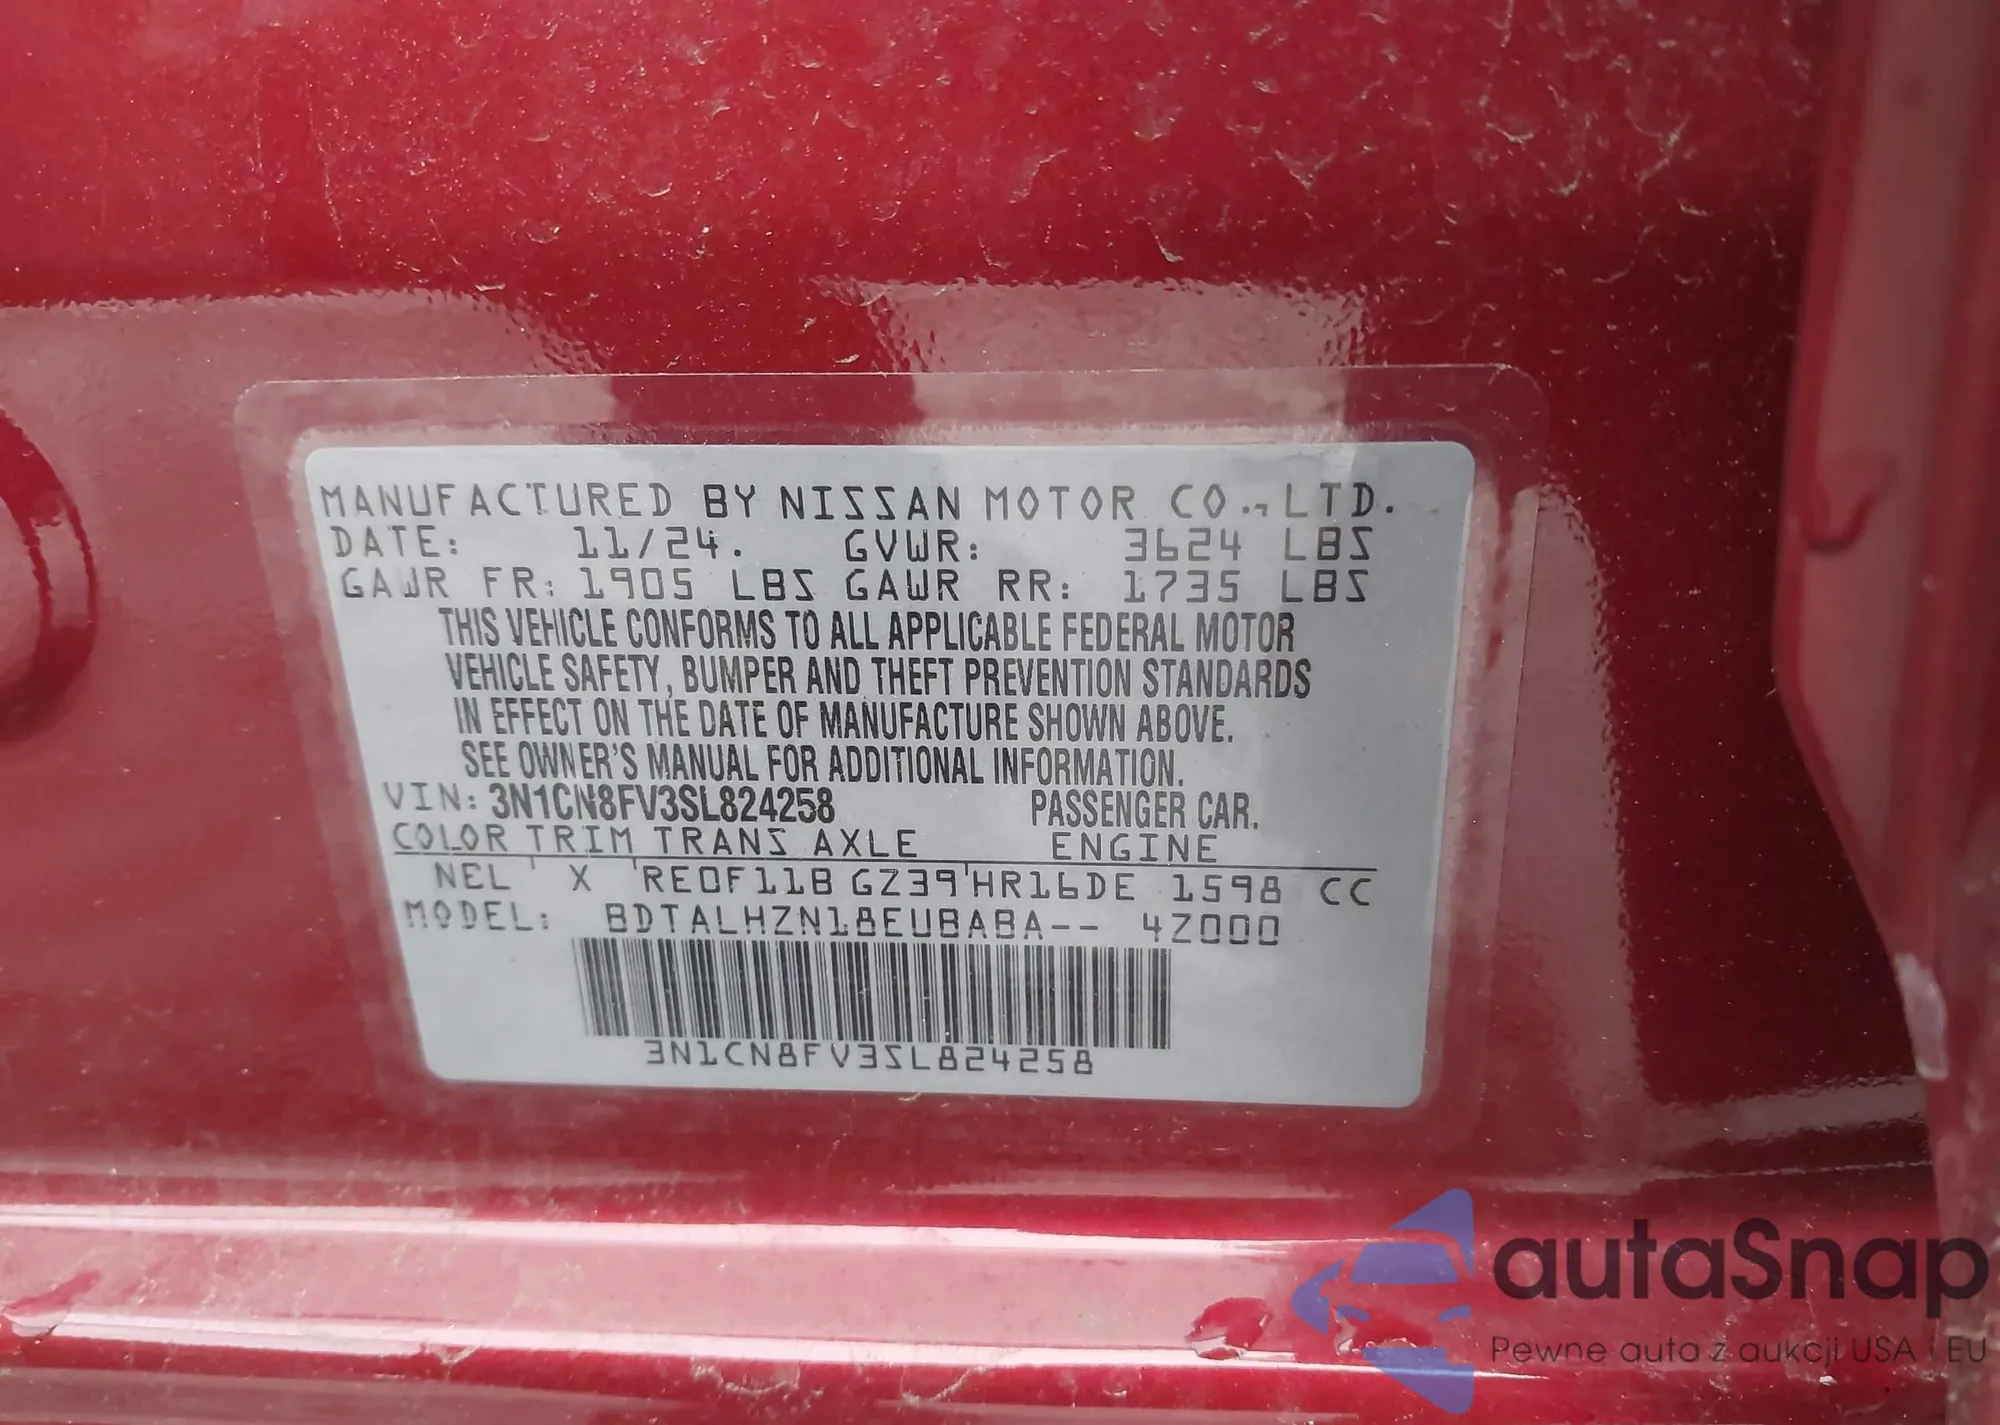 MANUFACTURED BY NISSAN MOTOR CO., LTD.
DATE: 11/24. GVWR: 3624 LBS
GAWR FR: 1905 LBS GAWR RR: 1735 LBS
THIS VEHICLE CONFORMS TO ALL APPLICABLE FEDERAL MOTOR
VEHICLE SAFETY, BUMPER AND THEFT PREVENTION STANDARDS
IN EFFECT ON THE DATE OF MANUFACTURE SHOWN ABOVE.
SEE OWNER'S MANUAL FOR ADDITIONAL INFORMATION.
VIN: 3N1CN8FV3SL824258 PASSENGER CAR.
COLOR TRIM TRANS AXLE ENGINE
NEL X RE0F11B GZ39 HR16DE 1598 CC
MODEL: BDTALHZN18EUBABA-- 4Z000
3N1CN8FV3SL824258
autaSnap
Pewne auta z aukcji USA i EU